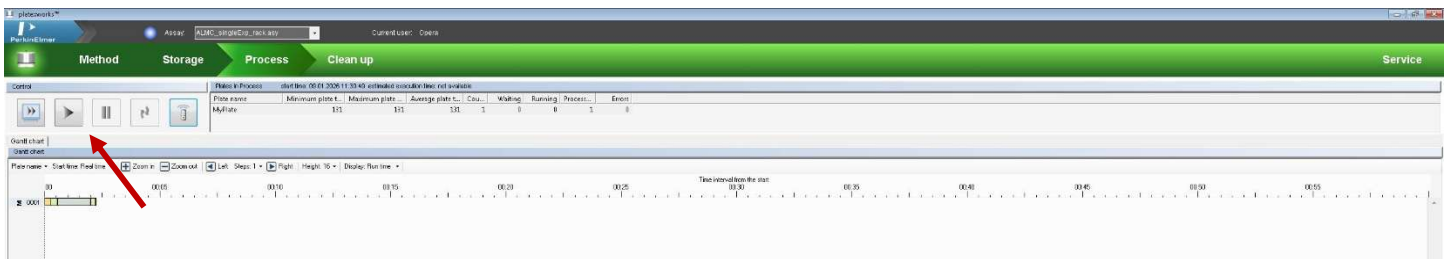 plateworks™
PerkinElmer Assay: ALMC_singleExp_rack.asy Current user: Opera
Method Storage Process Clean up Service
Control Plates in Process start time: 09.01.2026 11:33:49 estimated execution time: not available
Plate name Minimum plate t... Maximum plate ... Average plate t... Cou... Waiting Running Process... Errors
MyPlate 131 131 131 1 0 0 1 0
Gantt chart
Gantt chart
Plate name Start time: Real time Zoom in Zoom out Left Steps: 1 Right Height: 16 Display: Run time
Time interval from the start
00 00:05 00:10 00:15 00:20 00:25 00:30 00:35 00:40 00:45 00:50 00:55
0001